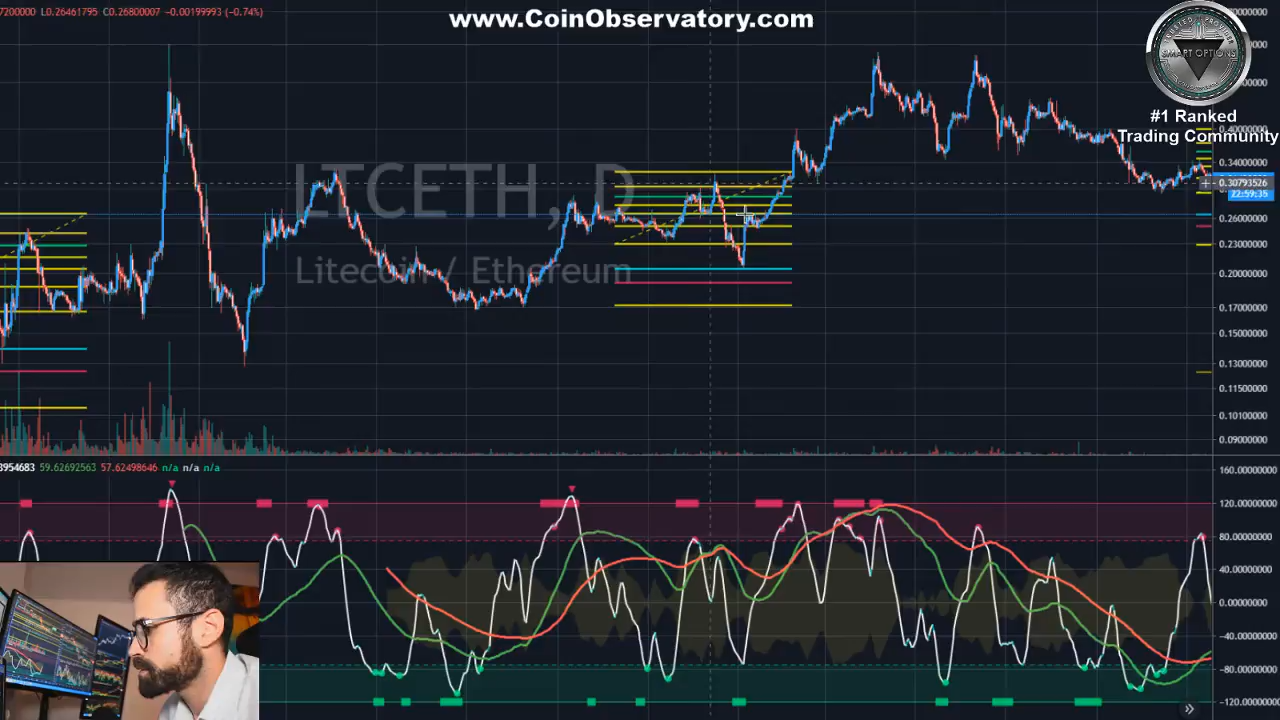 7200000 L0.26461795 C0.26800007 −0.00199993 (−0.74%)
www.CoinObservatory.com
SMART OPTIONS
#1 Ranked
Trading Community
LTCETH, D
Litecoin / Ethereum
0.40000000
0.34000000
0.30793526
22:59:35
0.26000000
0.23000000
0.20000000
0.17000000
0.15000000
0.13000000
0.11500000
0.10100000
0.09000000
3954683 59.62692563 57.62498646 n/a n/a n/a
160.00000000
120.00000000
80.00000000
40.00000000
0.00000000
-40.00000000
-80.00000000
-120.00000000